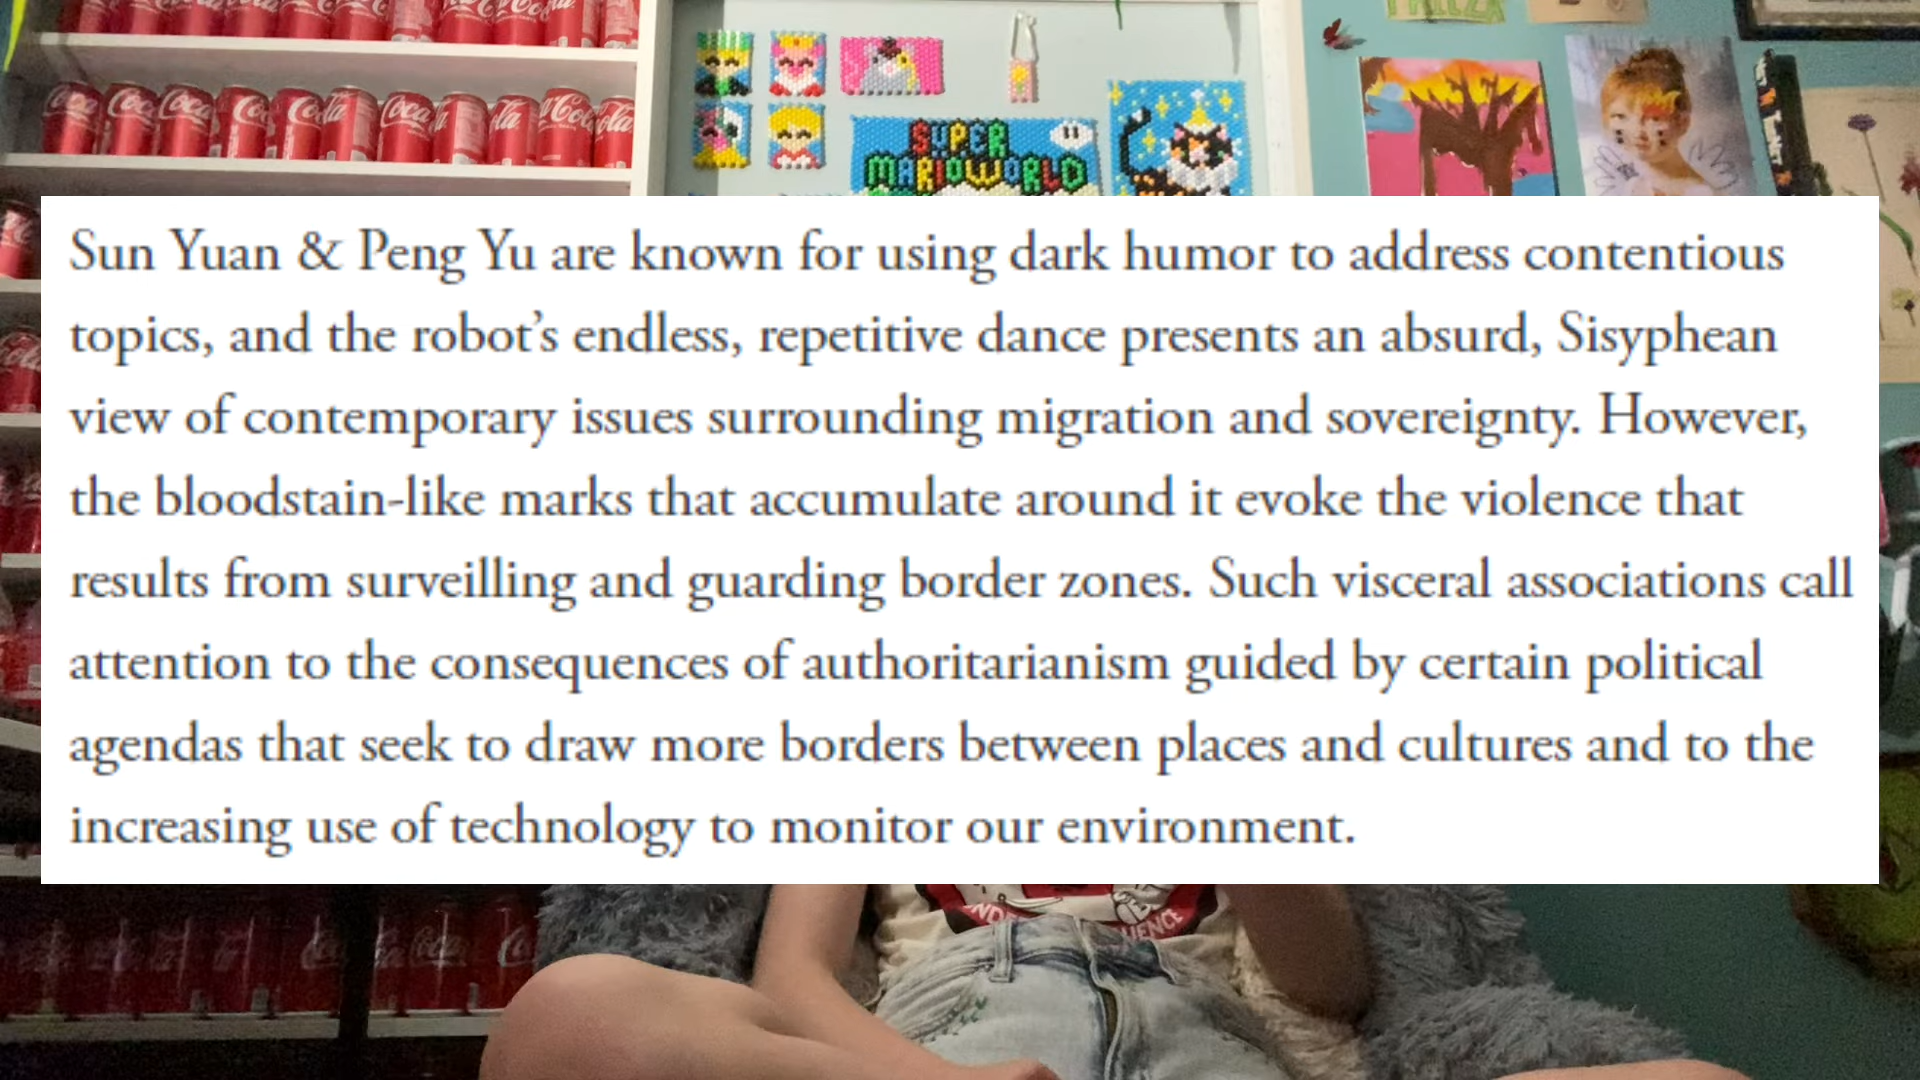 SUPER
MARIO WORLD
Coca-Cola
Sun Yuan & Peng Yu are known for using dark humor to address contentious
topics, and the robot’s endless, repetitive dance presents an absurd, Sisyphean
view of contemporary issues surrounding migration and sovereignty. However,
the bloodstain-like marks that accumulate around it evoke the violence that
results from surveilling and guarding border zones. Such visceral associations call
attention to the consequences of authoritarianism guided by certain political
agendas that seek to draw more borders between places and cultures and to the
increasing use of technology to monitor our environment.